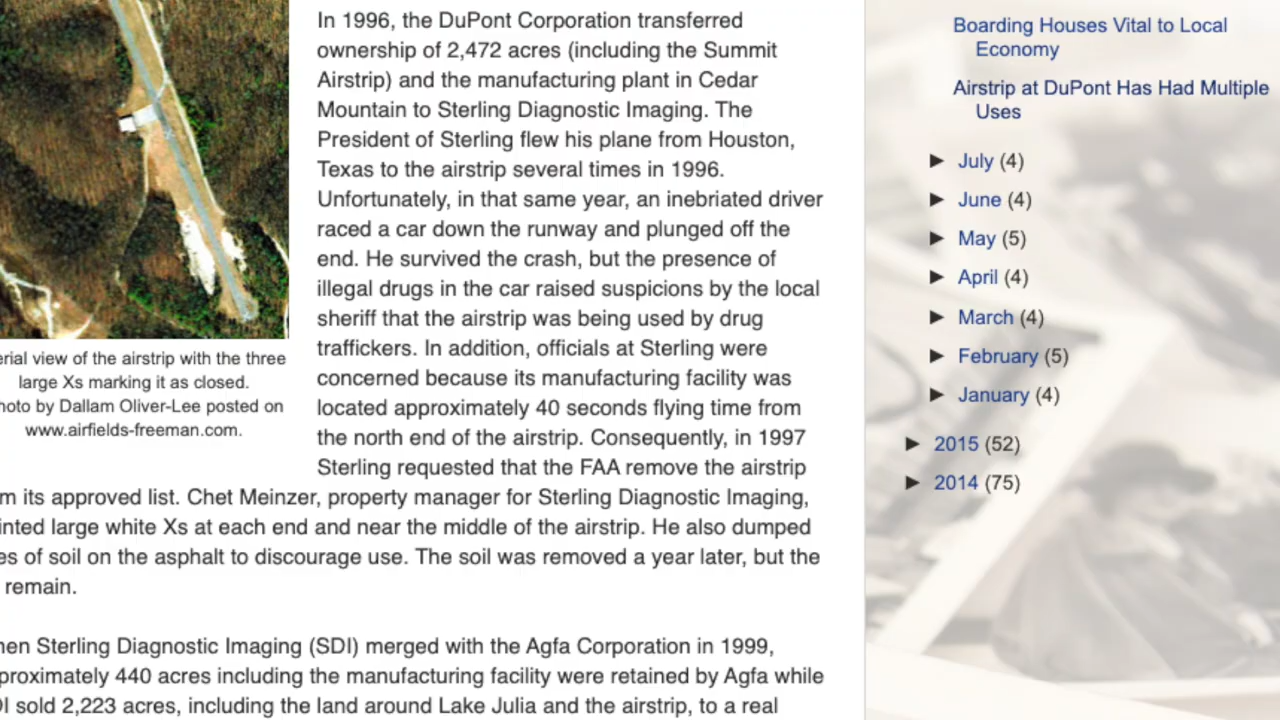 In 1996, the DuPont Corporation transferred
ownership of 2,472 acres (including the Summit
Airstrip) and the manufacturing plant in Cedar
Mountain to Sterling Diagnostic Imaging. The
President of Sterling flew his plane from Houston,
Texas to the airstrip several times in 1996.
Unfortunately, in that same year, an inebriated driver
raced a car down the runway and plunged off the
end. He survived the crash, but the presence of
illegal drugs in the car raised suspicions by the local
sheriff that the airstrip was being used by drug
traffickers. In addition, officials at Sterling were
concerned because its manufacturing facility was
located approximately 40 seconds flying time from
the north end of the airstrip. Consequently, in 1997
Sterling requested that the FAA remove the airstrip
m its approved list. Chet Meinzer, property manager for Sterling Diagnostic Imaging,
inted large white Xs at each end and near the middle of the airstrip. He also dumped
es of soil on the asphalt to discourage use. The soil was removed a year later, but the
remain.
erial view of the airstrip with the three
large Xs marking it as closed.
hoto by Dallam Oliver-Lee posted on
www.airfields-freeman.com.
hen Sterling Diagnostic Imaging (SDI) merged with the Agfa Corporation in 1999,
proximately 440 acres including the manufacturing facility were retained by Agfa while
DI sold 2,223 acres, including the land around Lake Julia and the airstrip, to a real
Boarding Houses Vital to Local
Economy
Airstrip at DuPont Has Had Multiple
Uses
► July (4)
► June (4)
► May (5)
► April (4)
► March (4)
► February (5)
► January (4)
► 2015 (52)
► 2014 (75)